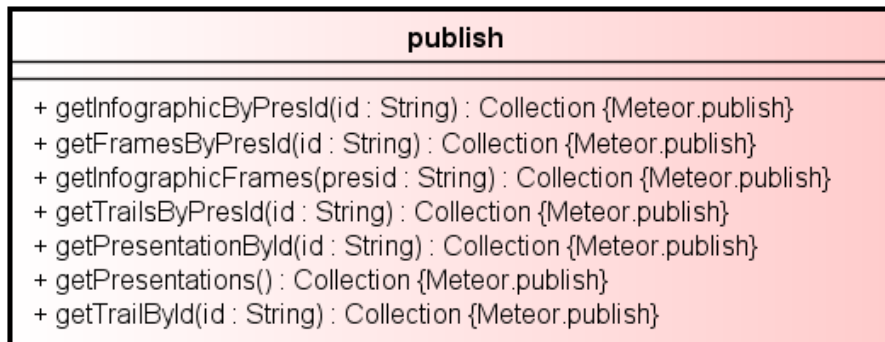 publish
+ getInfographicByPresId(id : String) : Collection {Meteor.publish}
+ getFramesByPresId(id : String) : Collection {Meteor.publish}
+ getInfographicFrames(presid : String) : Collection {Meteor.publish}
+ getTrailsByPresId(id : String) : Collection {Meteor.publish}
+ getPresentationById(id : String) : Collection {Meteor.publish}
+ getPresentations() : Collection {Meteor.publish}
+ getTrailById(id : String) : Collection {Meteor.publish}